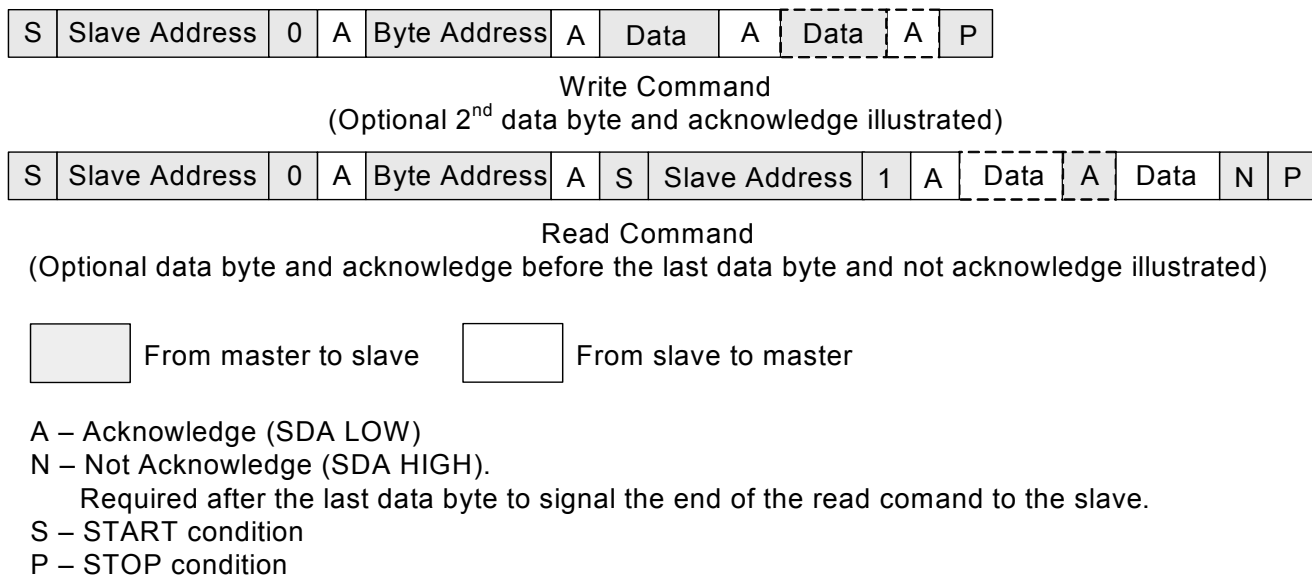 S Slave Address 0 A Byte Address A Data A Data A P
Write Command
(Optional 2nd data byte and acknowledge illustrated)
S Slave Address 0 A Byte Address A S Slave Address 1 A Data A Data N P
Read Command
(Optional data byte and acknowledge before the last data byte and not acknowledge illustrated)
From master to slave From slave to master
A – Acknowledge (SDA LOW)
N – Not Acknowledge (SDA HIGH).
Required after the last data byte to signal the end of the read comand to the slave.
S – START condition
P – STOP condition